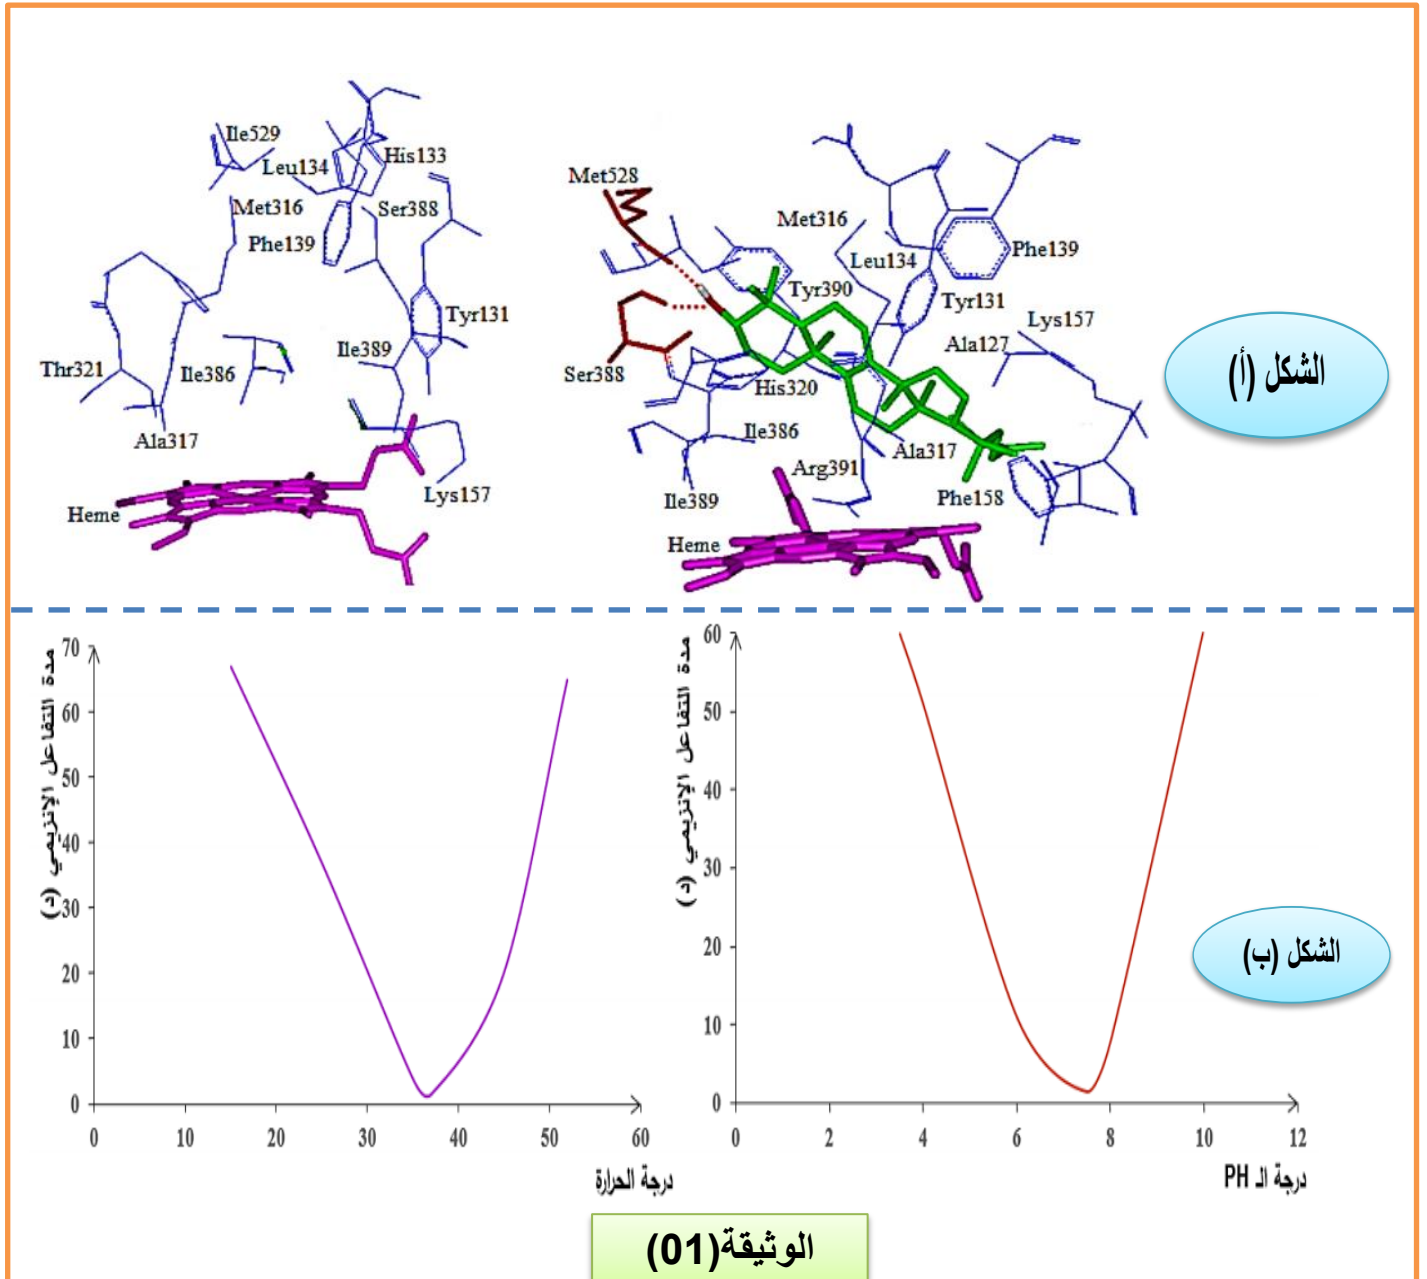 Ile529
Leu134
His133
Met316
Ser388
Phe139
Tyr131
Ile389
Thr321
Ile386
Ala317
Lys157
Heme
Met528
Met316
Phe139
Leu134
Tyr390
Tyr131
Lys157
Ala127
Ser388
His320
Ile386
Ala317
Arg391
Phe158
Ile389
Heme
الشكل (أ)
مدة التفاعل الإنزيمي (د)
70
60
50
40
30
20
10
0
0 10 20 30 40 50 60
درجة الحرارة
مدة التفاعل الإنزيمي (د)
60
50
40
30
20
10
0
0 2 4 6 8 10 12
درجة الـ PH
الشكل (ب)
الوثيقة(01)